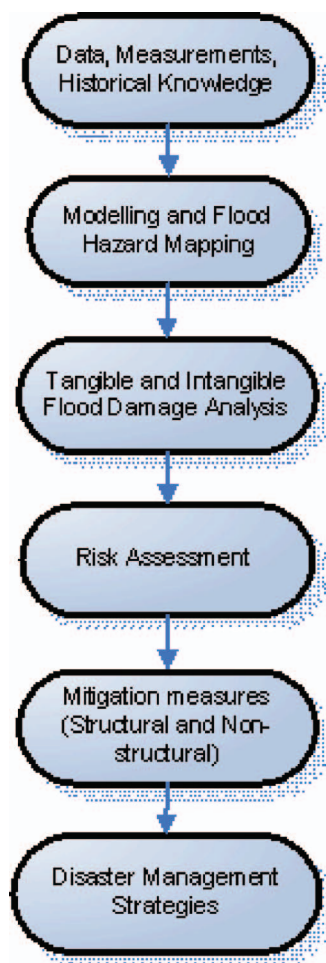 Data, Measurements,
Historical Knowledge
Modelling and Flood
Hazard Mapping
Tangible and Intangible
Flood Damage Analysis
Risk Assessment
Mitigation measures
(Structural and Non-
structural)
Disaster Management
Strategies